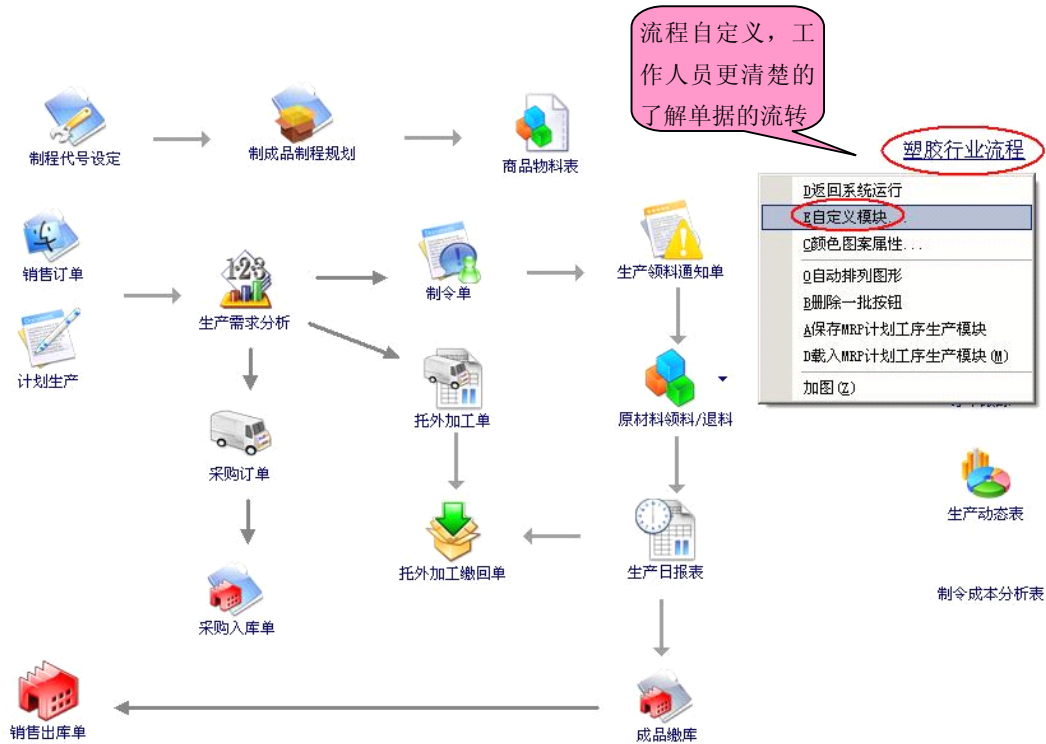 流程自定义，工
作人员更清楚的
了解单据的流转
塑胶行业流程
制程代号设定
制成品制程规划
商品物料表
D返回系统运行
E自定义模块...
C颜色图案属性...
O自动排列图形
B删除一批按钮
A保存MRP计划工序生产模块
D载入MRP计划工序生产模块(M)
加图(Z)
销售订单
计划生产
生产需求分析
制令单
生产领料通知单
托外加工单
原材料领料/退料
采购订单
托外加工缴回单
生产日报表
生产动态表
制令成本分析表
采购入库单
销售出库单
成品缴库